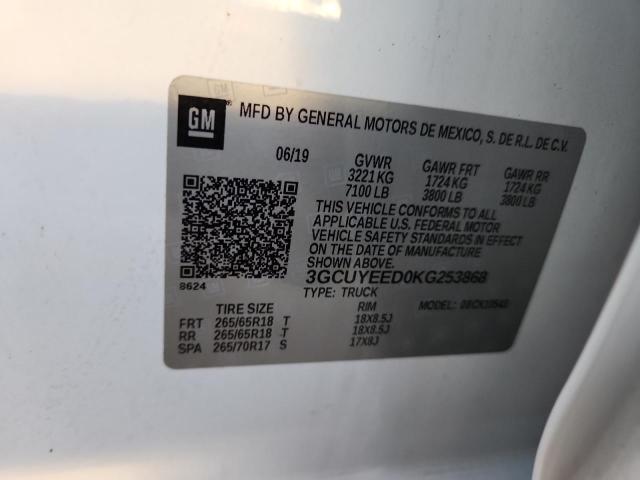 GM
MFD BY GENERAL MOTORS DE MEXICO, S. DE R.L. DE C.V.
06/19 GVWR GAWR FRT GAWR RR
3221 KG 1724 KG 1724 KG
7100 LB 3800 LB 3800 LB
THIS VEHICLE CONFORMS TO ALL
APPLICABLE U.S. FEDERAL MOTOR
VEHICLE SAFETY STANDARDS IN EFFECT
ON THE DATE OF MANUFACTURE
SHOWN ABOVE.
8624
3GCUYEED0KG253868
TYPE: TRUCK MODEL:
TIRE SIZE RIM
FRT 265/65R18 T 18X8.5J
RR 265/65R18 T 18X8.5J
SPA 265/70R17 S 17X8J